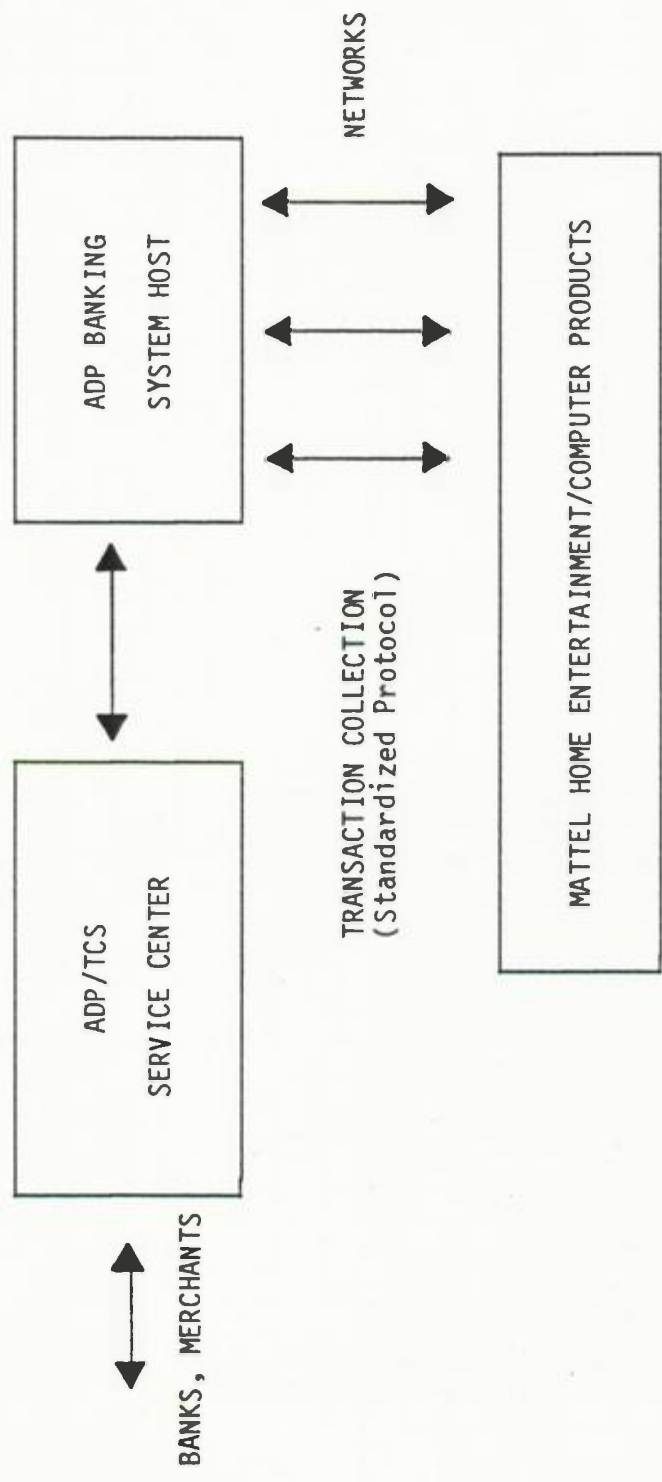 BANKS, MERCHANTS
ADP/TCS
SERVICE CENTER
ADP BANKING
SYSTEM HOST
TRANSACTION COLLECTION
(Standardized Protocol)
NETWORKS
MATTEL HOME ENTERTAINMENT/COMPUTER PRODUCTS